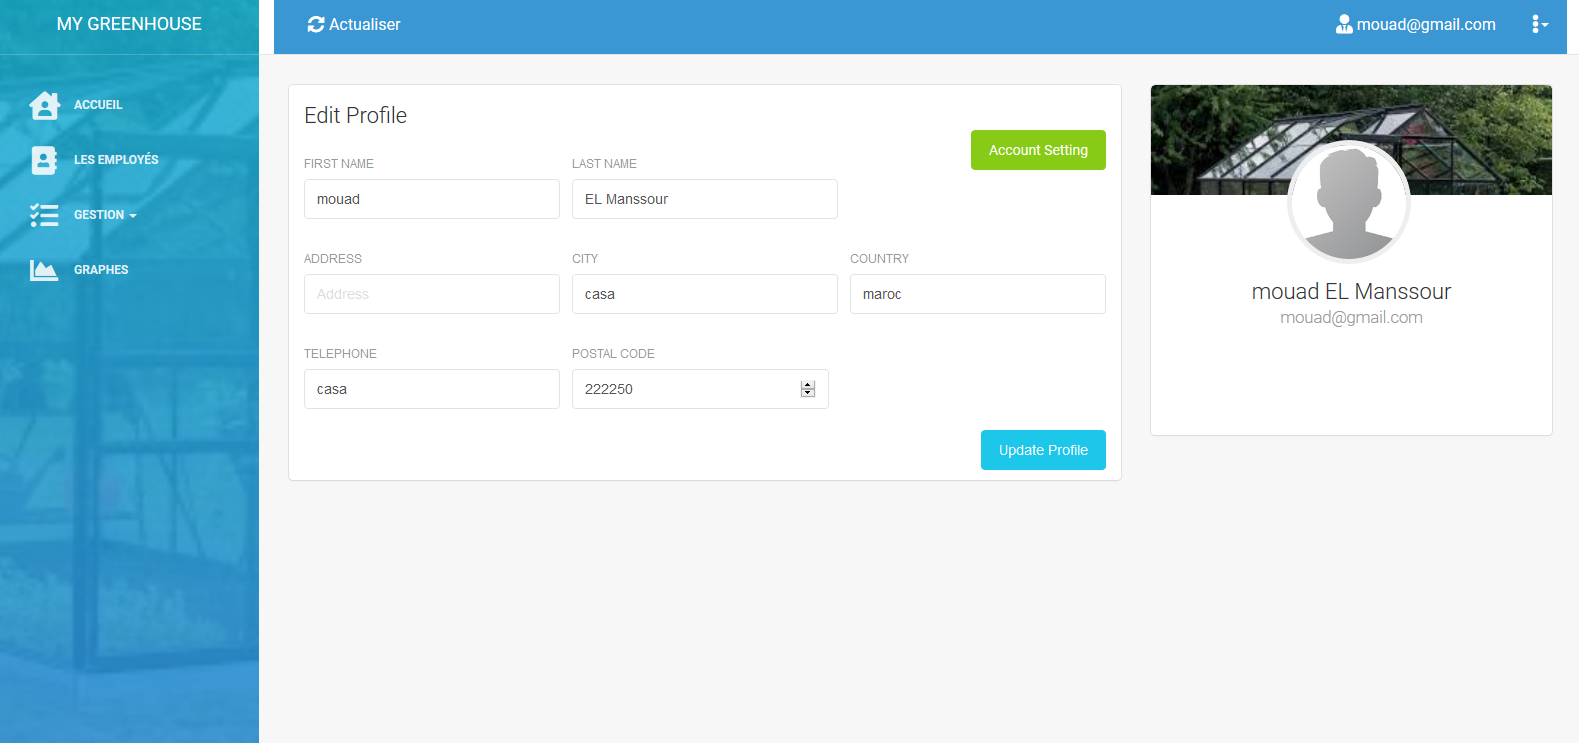 MY GREENHOUSE
Actualiser
mouad@gmail.com
ACCUEIL
LES EMPLOYÉS
GESTION
GRAPHES
Edit Profile
Account Setting
FIRST NAME
LAST NAME
mouad
EL Manssour
ADDRESS
CITY
COUNTRY
Address
casa
maroc
TELEPHONE
POSTAL CODE
casa
222250
Update Profile
mouad EL Manssour
mouad@gmail.com